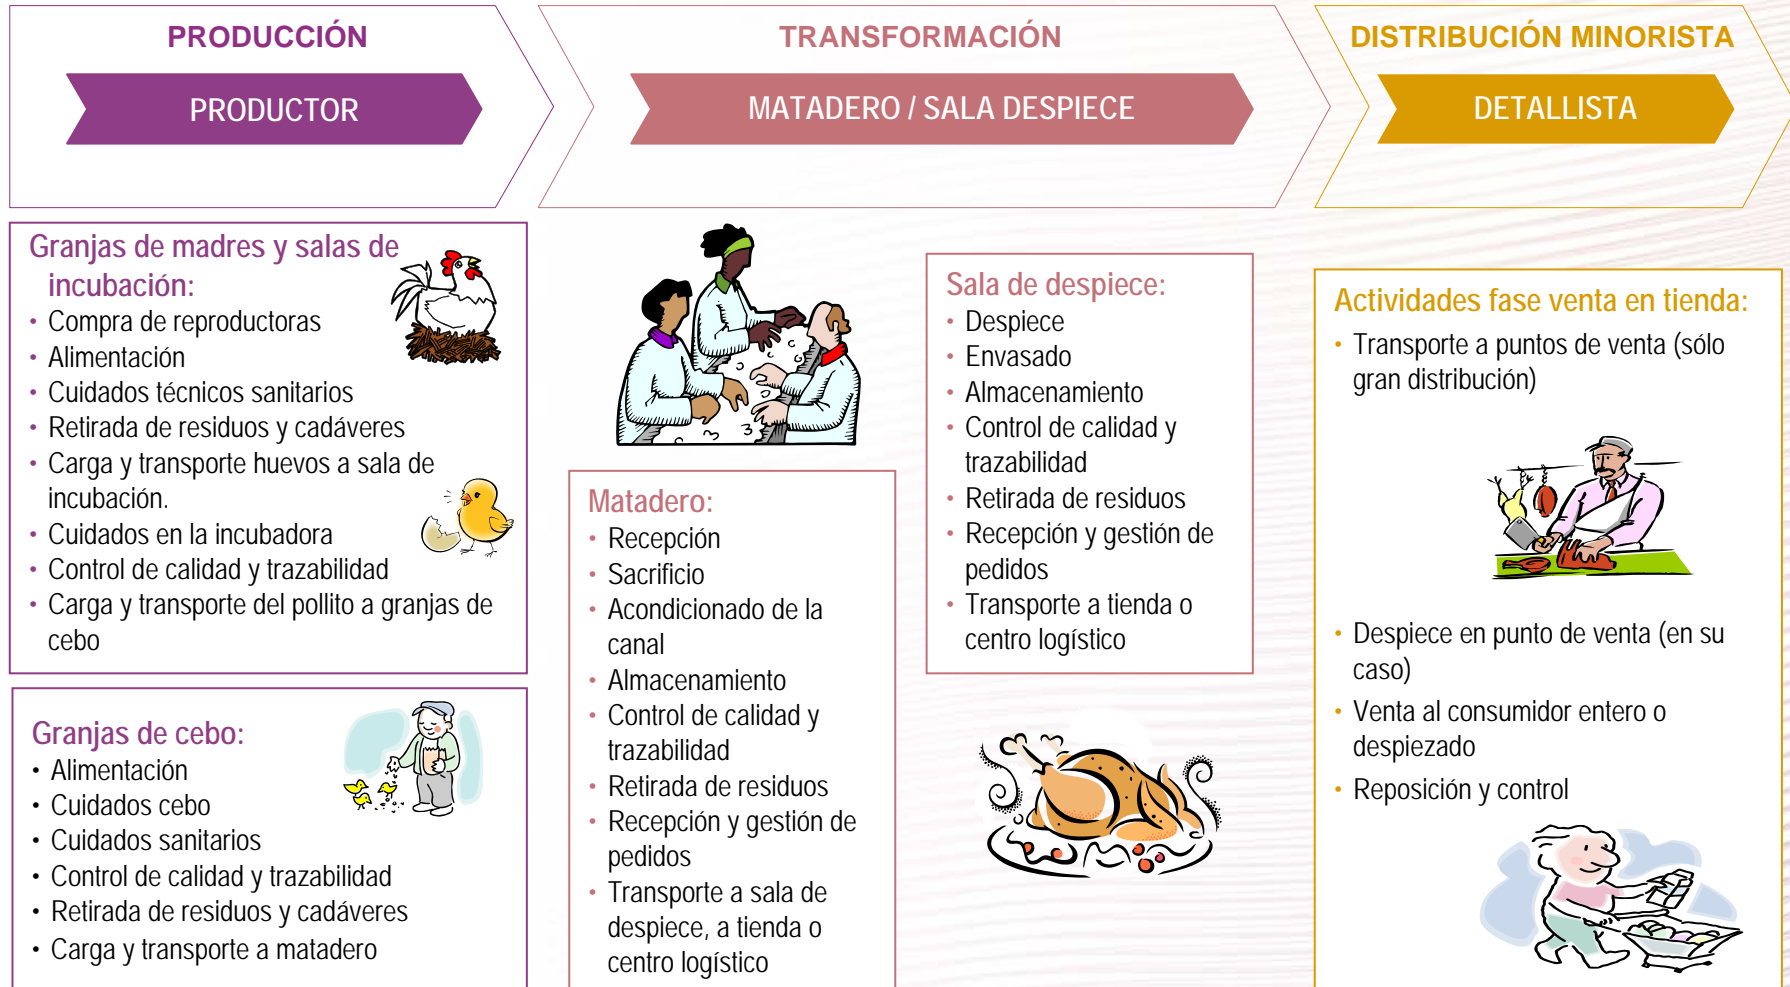 PRODUCCIÓN
PRODUCTOR
TRANSFORMACIÓN
MATADERO / SALA DESPIECE
DISTRIBUCIÓN MINORISTA
DETALLISTA
Granjas de madres y salas de
incubación:
• Compra de reproductoras
• Alimentación
• Cuidados técnicos sanitarios
• Retirada de residuos y cadáveres
• Carga y transporte huevos a sala de
incubación.
• Cuidados en la incubadora
• Control de calidad y trazabilidad
• Carga y transporte del pollito a granjas de
cebo
Granjas de cebo:
• Alimentación
• Cuidados cebo
• Cuidados sanitarios
• Control de calidad y trazabilidad
• Retirada de residuos y cadáveres
• Carga y transporte a matadero
Matadero:
• Recepción
• Sacrificio
• Acondicionado de la
canal
• Almacenamiento
• Control de calidad y
trazabilidad
• Retirada de residuos
• Recepción y gestión de
pedidos
• Transporte a sala de
despiece, a tienda o
centro logístico
Sala de despiece:
• Despiece
• Envasado
• Almacenamiento
• Control de calidad y
trazabilidad
• Retirada de residuos
• Recepción y gestión de
pedidos
• Transporte a tienda o
centro logístico
Actividades fase venta en tienda:
• Transporte a puntos de venta (sólo
gran distribución)
• Despiece en punto de venta (en su
caso)
• Venta al consumidor entero o
despiezado
• Reposición y control